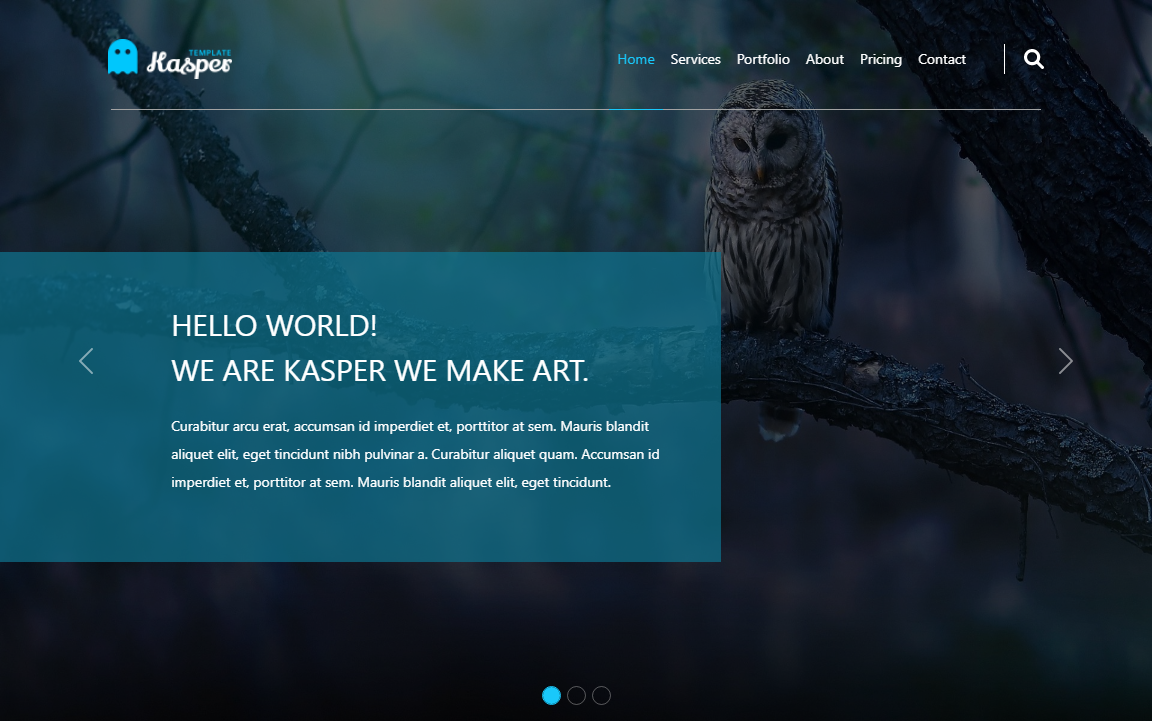 TEMPLATE
Kasper
Home Services Portfolio About Pricing Contact
HELLO WORLD!
WE ARE KASPER WE MAKE ART.
Curabitur arcu erat, accumsan id imperdiet et, porttitor at sem. Mauris blandit
aliquet elit, eget tincidunt nibh pulvinar a. Curabitur aliquet quam. Accumsan id
imperdiet et, porttitor at sem. Mauris blandit aliquet elit, eget tincidunt.